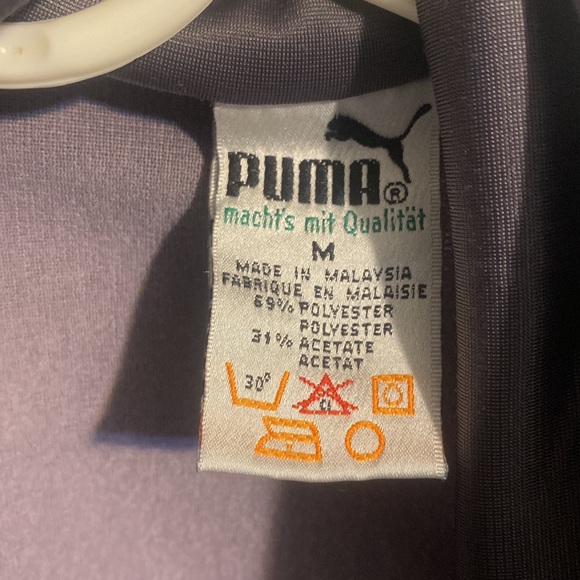 PUMA®
macht's mit Qualität
M
MADE IN MALAYSIA
FABRIQUE EN MALAISIE
69% POLYESTER
POLYESTER
31% ACETATE
ACETAT
30°
CL